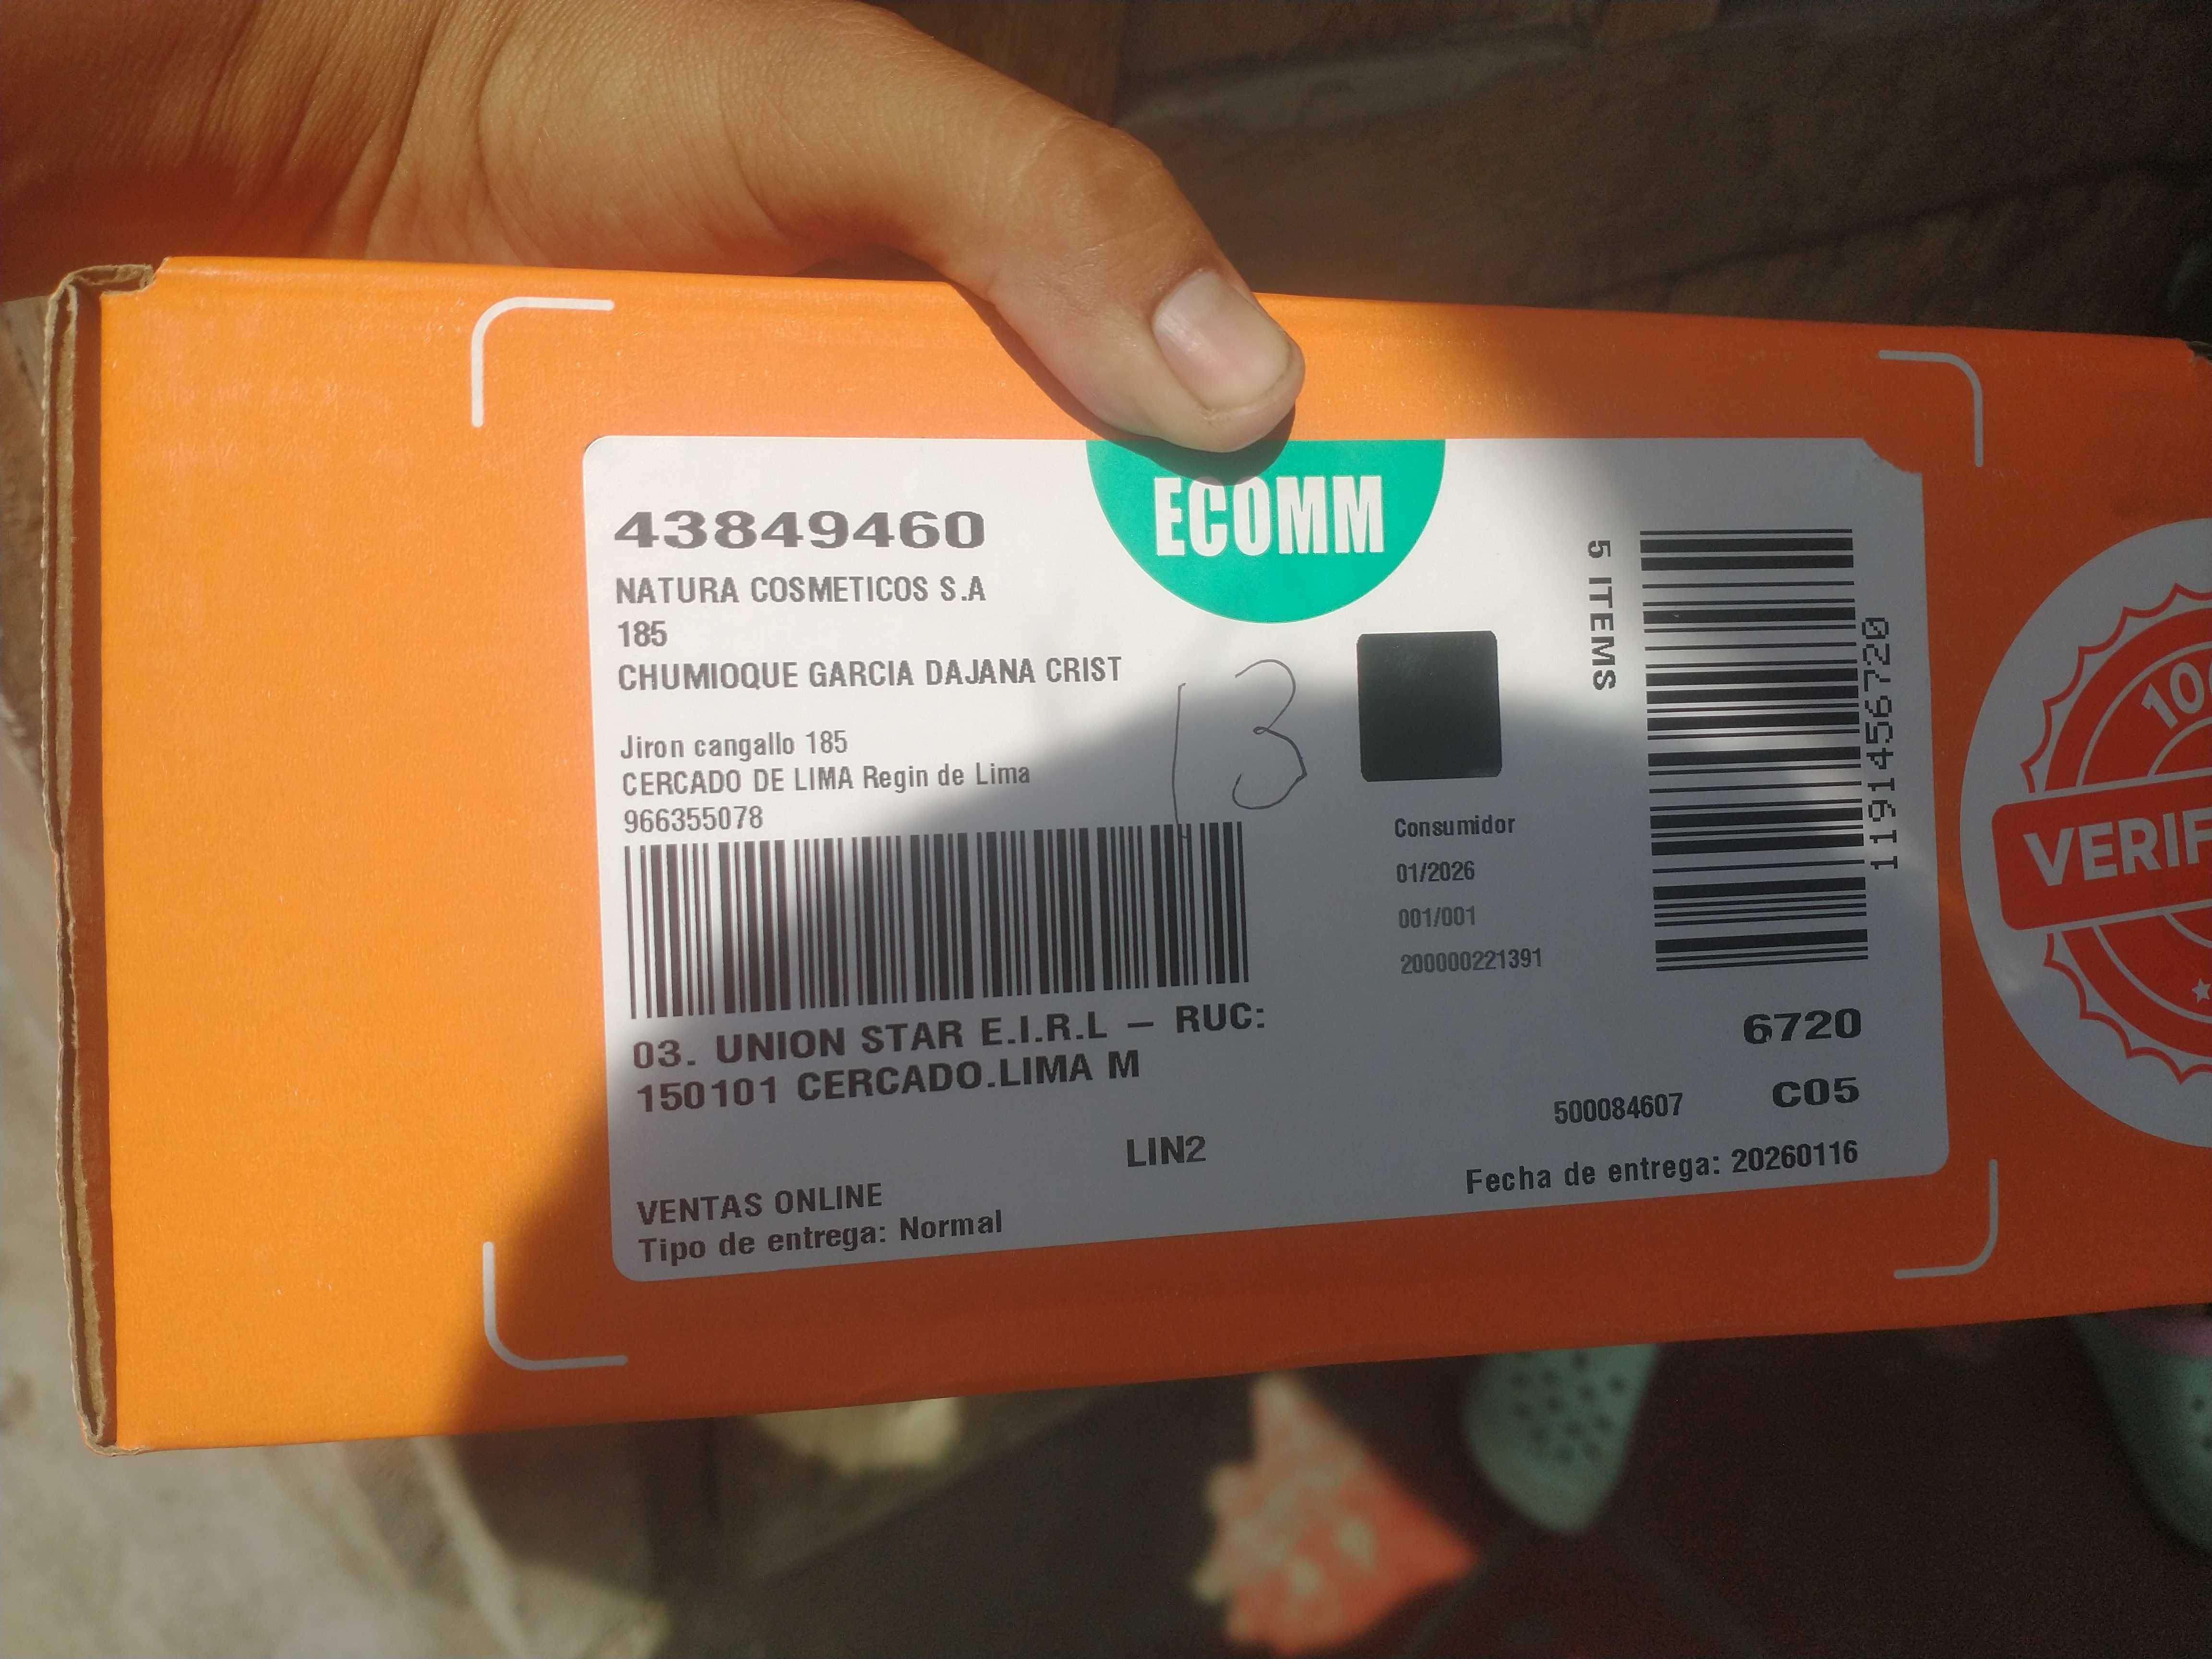 ECOMM
43849460
NATURA COSMETICOS S.A
185
CHUMIOQUE GARCIA DAJANA CRIST
Jiron cangallo 185
CERCADO DE LIMA Regin de Lima
966355078
13
5 ITEMS
1191456720
Consumidor
01/2026
001/001
200000221391
03. UNION STAR E.I.R.L – RUC:
150101 CERCADO.LIMA M
6720
500084607 C05
LIN2
Fecha de entrega: 20260116
VENTAS ONLINE
Tipo de entrega: Normal